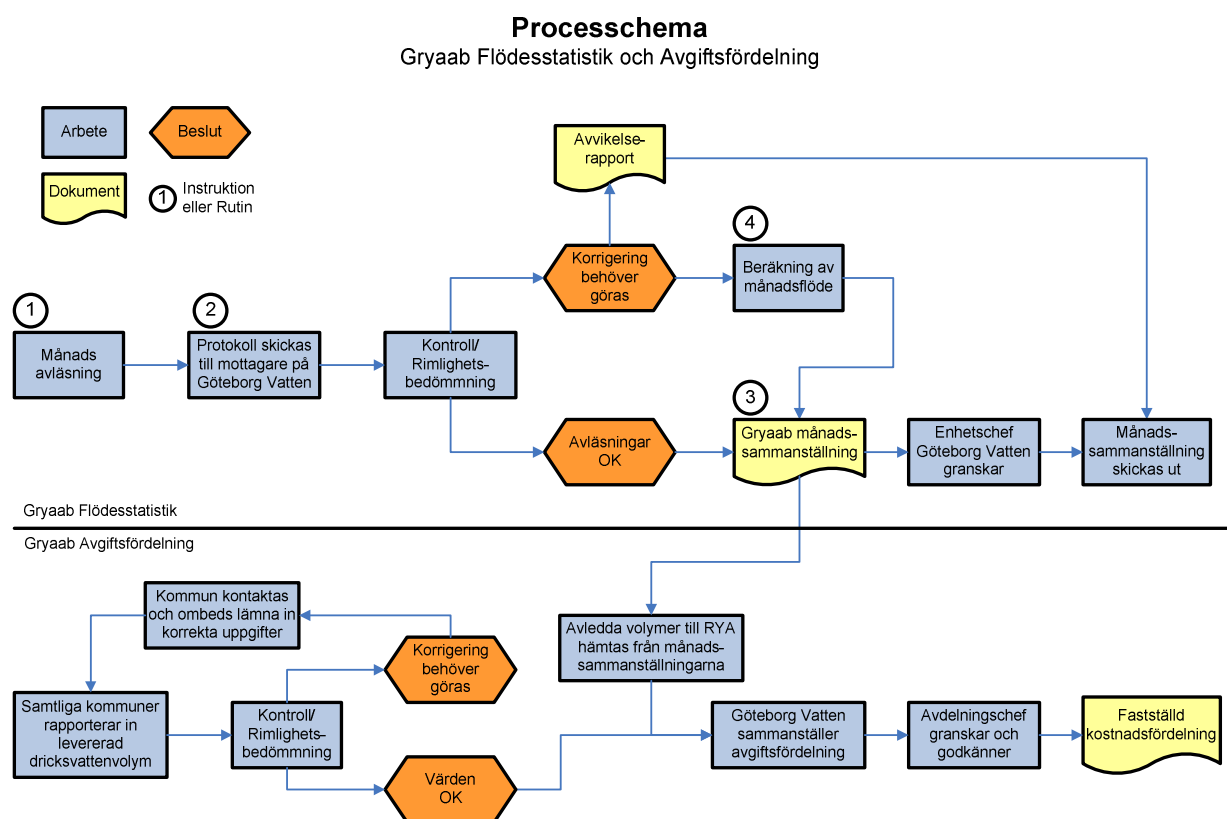 Processchema
Gryaab Flödesstatistik och Avgiftsfördelning
Arbete
Beslut
Dokument
1
Instruktion
eller Rutin
Avvikelse-
rapport
4
Korrigering
behöver
göras
Beräkning av
månadsflöde
1
Månads
avläsning
2
Protokoll skickas
till mottagare på
Göteborg Vatten
Kontroll/
Rimlighets-
bedömmning
3
Avläsningar
OK
Gryaab månads-
sammanställning
Enhetschef
Göteborg Vatten
granskar
Månads-
sammanställning
skickas ut
Gryaab Flödesstatistik
Gryaab Avgiftsfördelning
Kommun kontaktas
och ombeds lämna in
korrekta uppgifter
Korrigering
behöver
göras
Avledda volymer till RYA
hämtas från månads-
sammanställningarna
Samtliga kommuner
rapporterar in
levererad
dricksvattenvolym
Kontroll/
Rimlighets-
bedömmning
Värden
OK
Göteborg Vatten
sammanställer
avgiftsfördelning
Avdelningschef
granskar och
godkänner
Fastställd
kostnadsfördelning